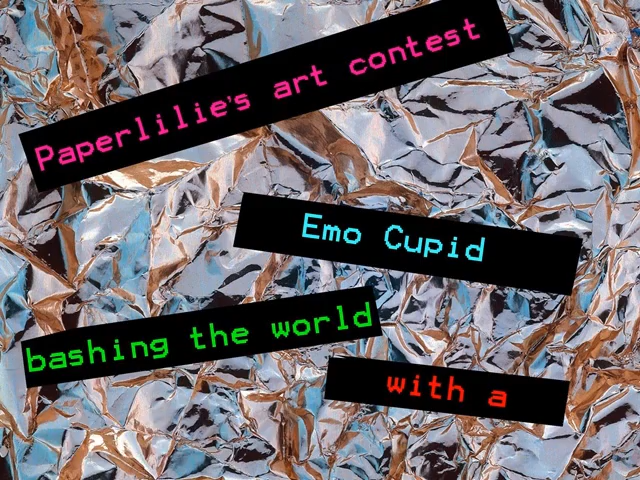 Paperlilie's art contest
Emo Cupid
bashing the world
with a